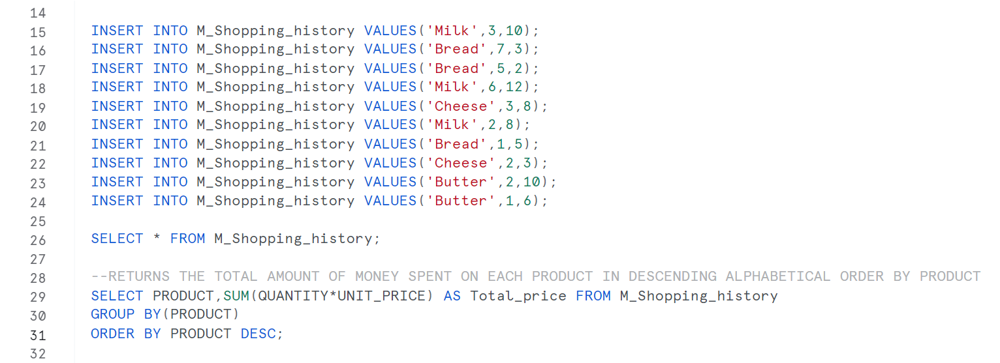 14
15 INSERT INTO M_Shopping_history VALUES('Milk',3,10);
16 INSERT INTO M_Shopping_history VALUES('Bread',7,3);
17 INSERT INTO M_Shopping_history VALUES('Bread',5,2);
18 INSERT INTO M_Shopping_history VALUES('Milk',6,12);
19 INSERT INTO M_Shopping_history VALUES('Cheese',3,8);
20 INSERT INTO M_Shopping_history VALUES('Milk',2,8);
21 INSERT INTO M_Shopping_history VALUES('Bread',1,5);
22 INSERT INTO M_Shopping_history VALUES('Cheese',2,3);
23 INSERT INTO M_Shopping_history VALUES('Butter',2,10);
24 INSERT INTO M_Shopping_history VALUES('Butter',1,6);
25
26 SELECT * FROM M_Shopping_history;
27
28 --RETURNS THE TOTAL AMOUNT OF MONEY SPENT ON EACH PRODUCT IN DESCENDING ALPHABETICAL ORDER BY PRODUCT
29 SELECT PRODUCT,SUM(QUANTITY*UNIT_PRICE) AS Total_price FROM M_Shopping_history
30 GROUP BY(PRODUCT)
31 ORDER BY PRODUCT DESC;
32